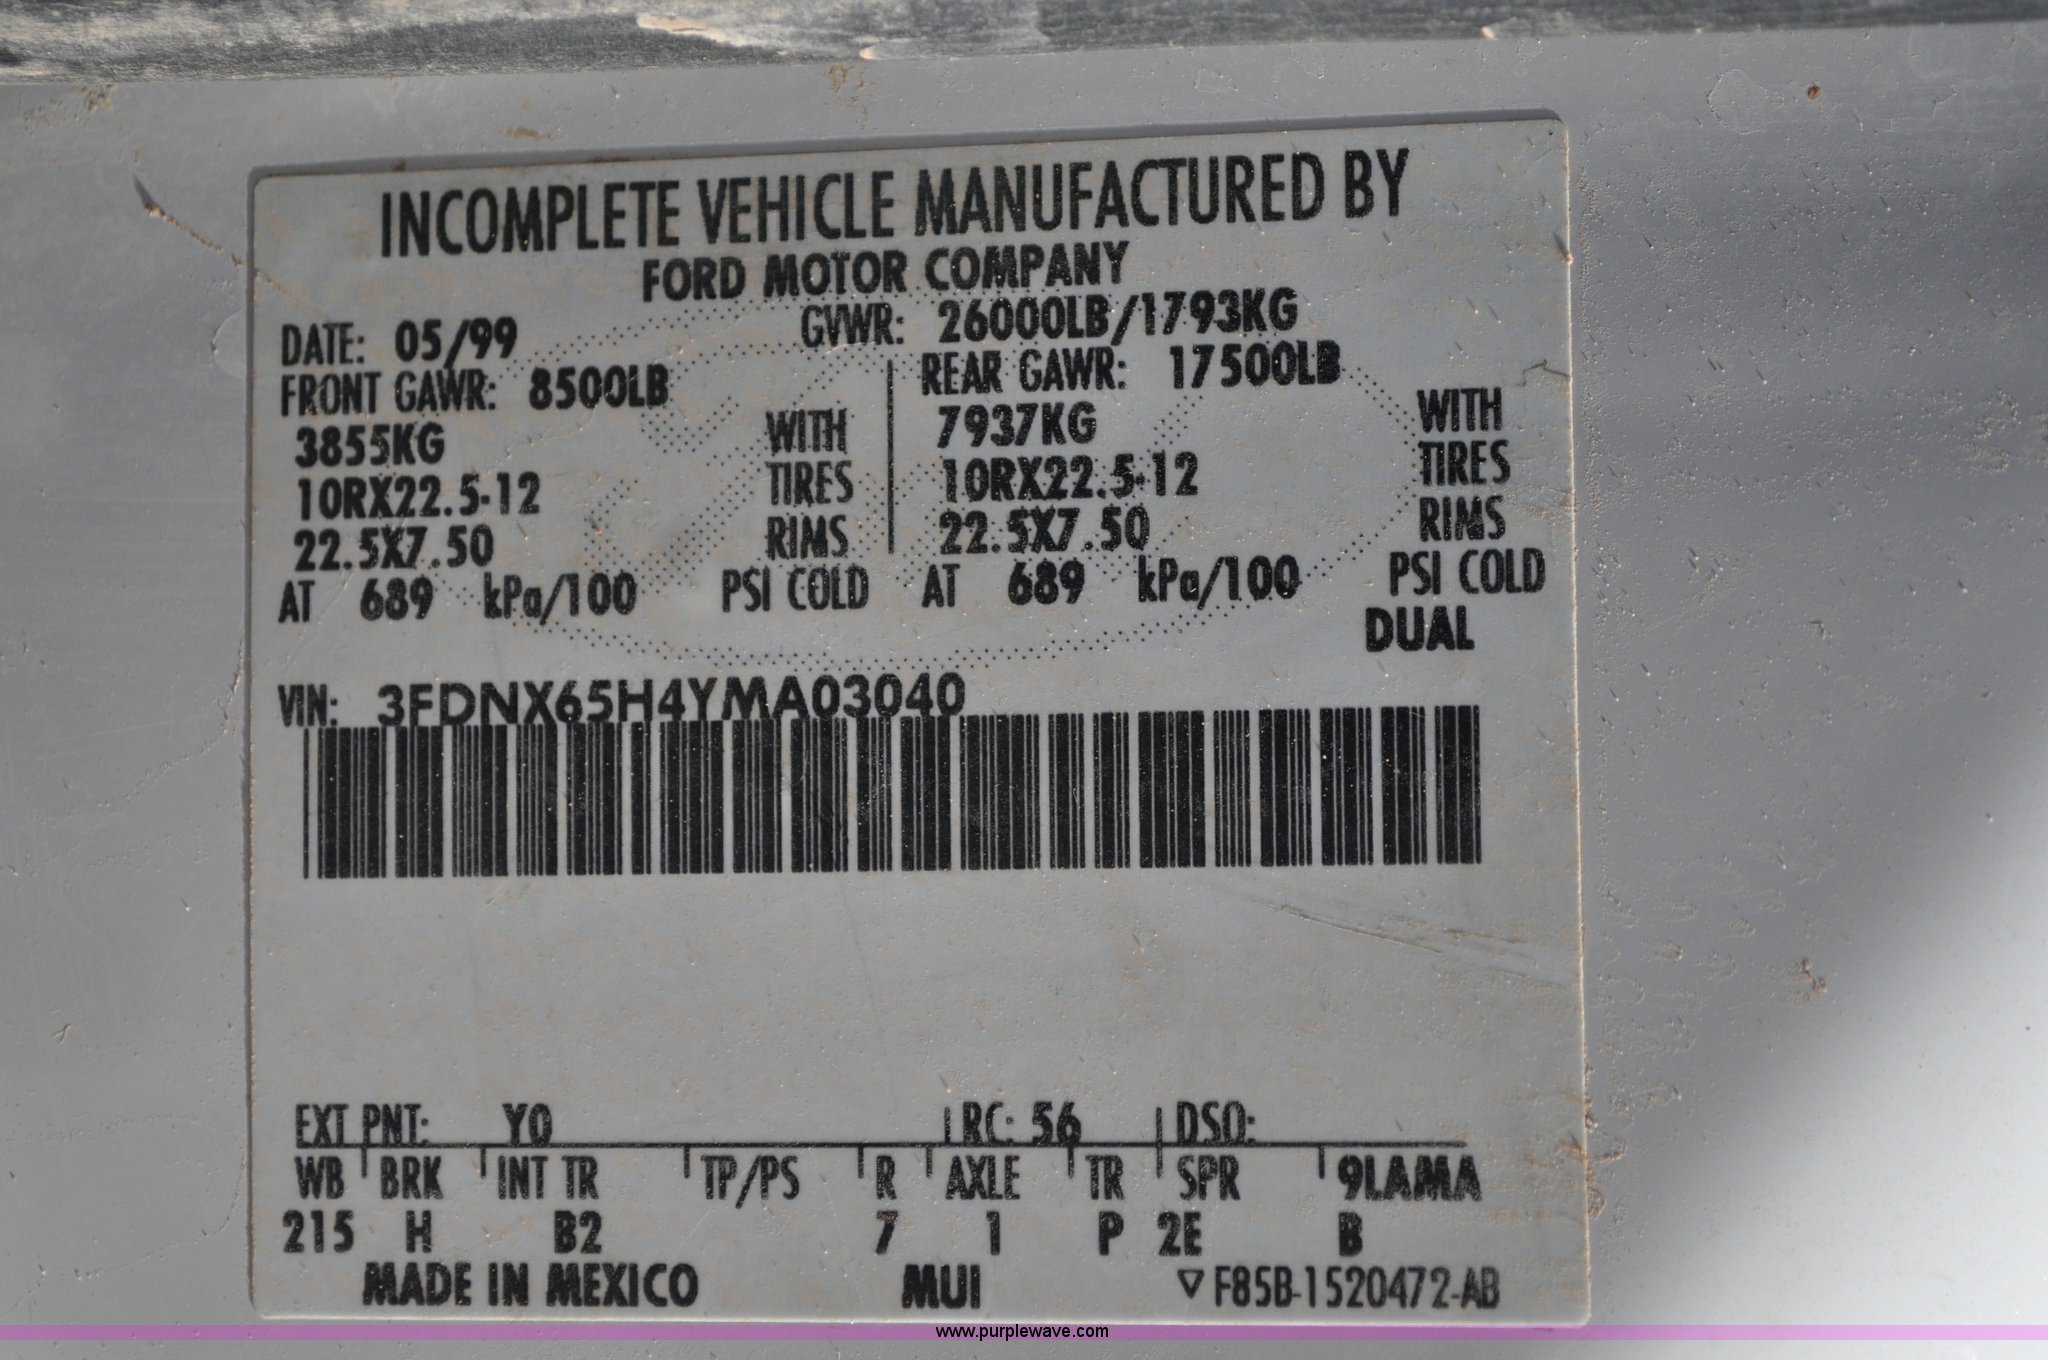 INCOMPLETE VEHICLE MANUFACTURED BY
FORD MOTOR COMPANY
DATE: 05/99 GVWR: 26000LB/1793KG
FRONT GAWR: 8500LB REAR GAWR: 17500LB
3855KG WITH 7937KG WITH
10RX22.5-12 TIRES 10RX22.5-12 TIRES
22.5X7.50 RIMS 22.5X7.50 RIMS
AT 689 kPa/100 PSI COLD AT 689 kPa/100 PSI COLD
DUAL
VIN: 3FDNX65H4YMA03040
EXT PNT: YO RC: 56 DSO:
WB BRK INT TR TP/PS R AXLE TR SPR 9LAMA
215 H B2 7 1 P 2E B
MADE IN MEXICO MUI ▽ F85B-1520472-AB
www.purplewave.com